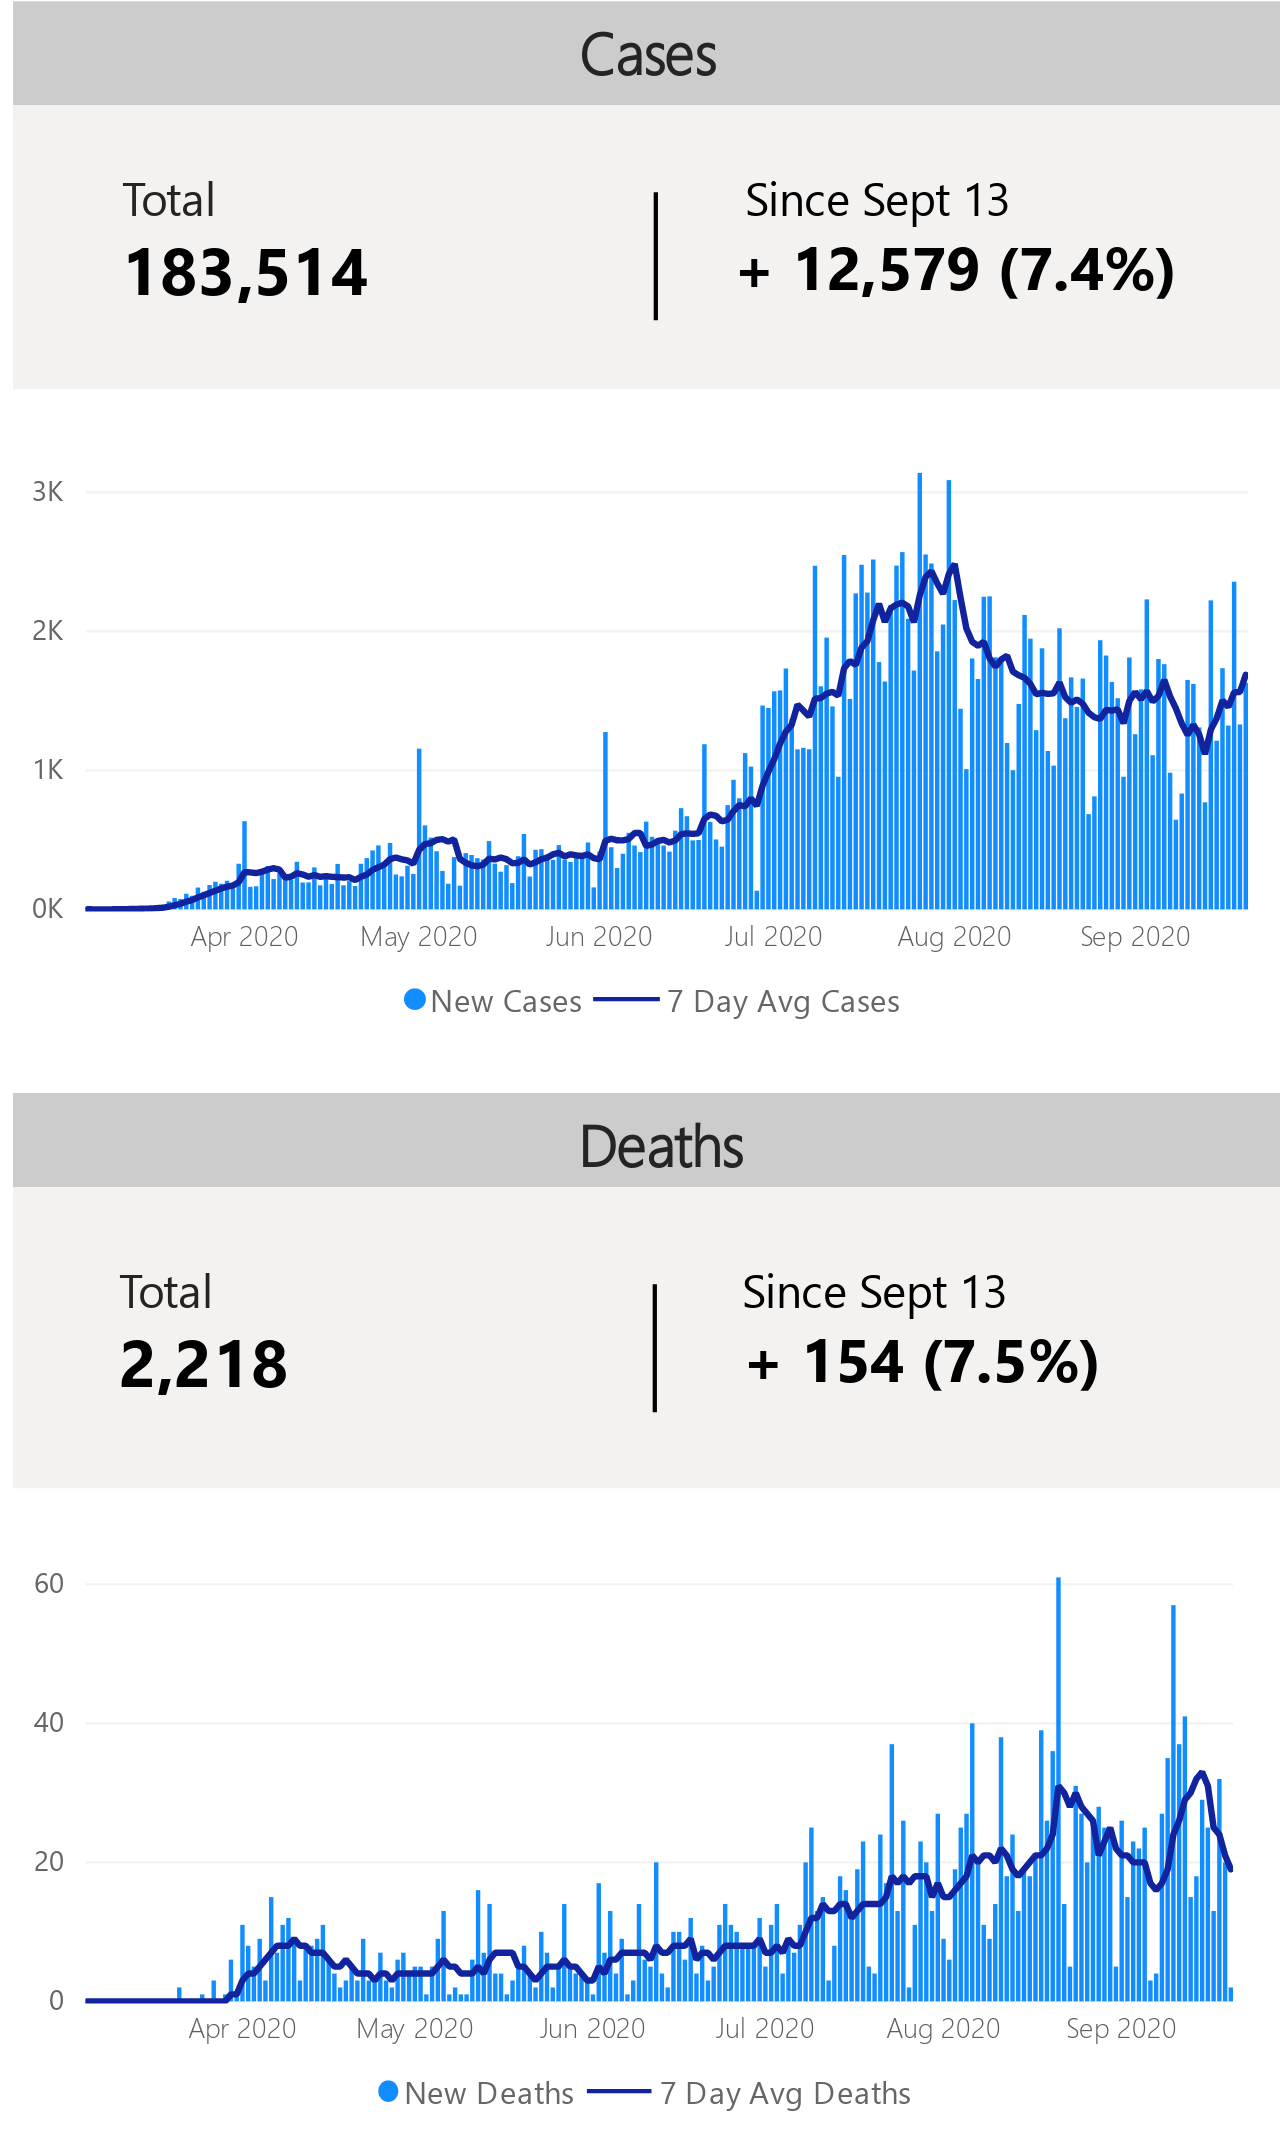 Cases
Total
Since Sept 13
183,514
+ 12,579 (7.4%)
3K
2K
1K
0K
Apr 2020
May 2020
Jun 2020
Jul 2020
Aug 2020
Sep 2020
New Cases
7 Day Avg Cases
Deaths
Total
Since Sept 13
2,218
+ 154 (7.5%)
60
40
20
0
Apr 2020
May 2020
Jun 2020
Jul 2020
Aug 2020
Sep 2020
New Deaths
7 Day Avg Deaths